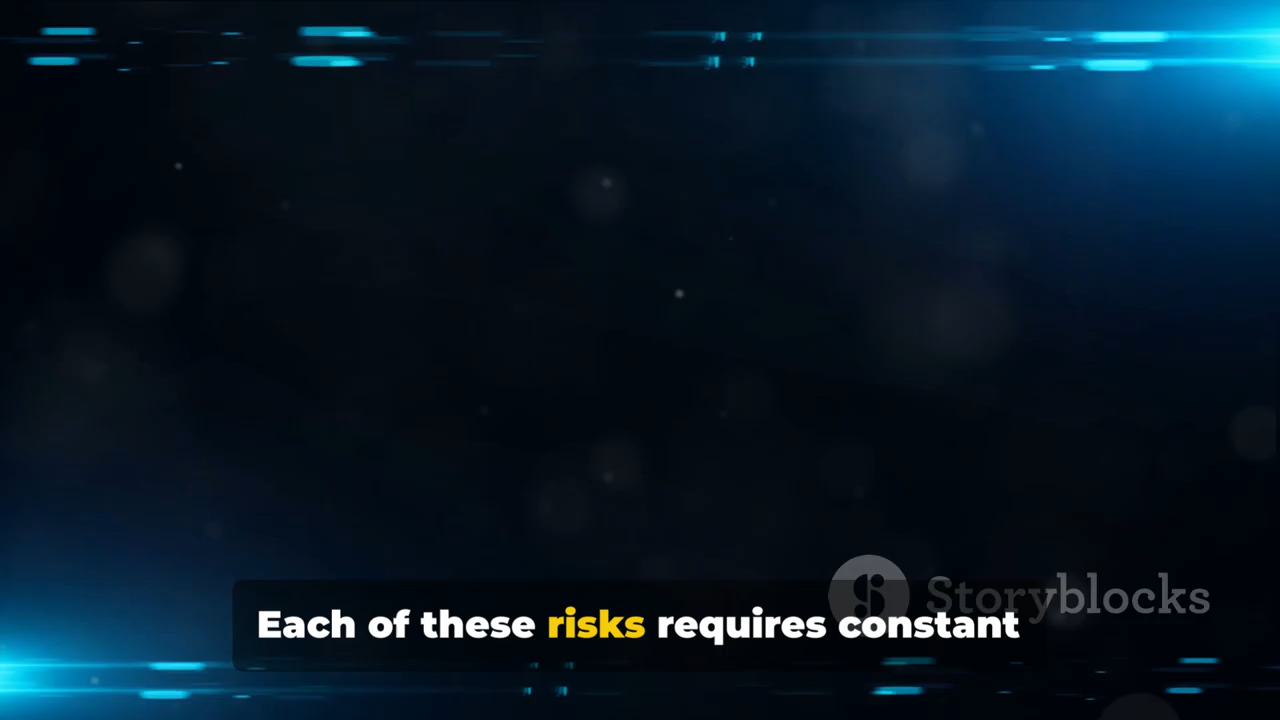 Storyblocks
Each of these risks requires constant